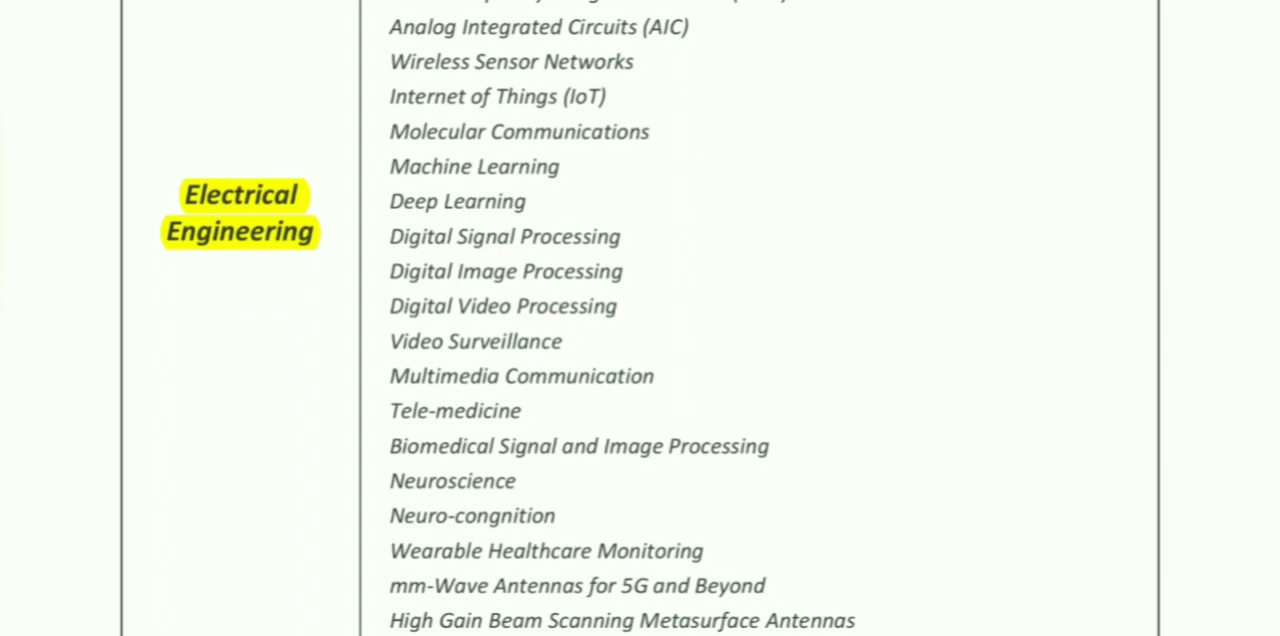 Analog Integrated Circuits (AIC)
Wireless Sensor Networks
Internet of Things (IoT)
Molecular Communications
Machine Learning
Electrical
Engineering
Deep Learning
Digital Signal Processing
Digital Image Processing
Digital Video Processing
Video Surveillance
Multimedia Communication
Tele-medicine
Biomedical Signal and Image Processing
Neuroscience
Neuro-congnition
Wearable Healthcare Monitoring
mm-Wave Antennas for 5G and Beyond
High Gain Beam Scanning Metasurface Antennas